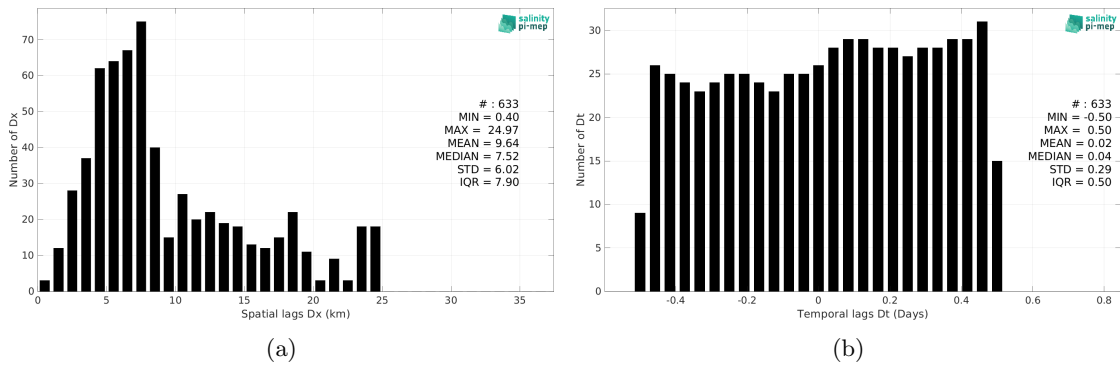 salinity
pi-mep
70
60
50
40
30
20
10
0
Number of Dx
# : 633
MIN = 0.40
MAX = 24.97
MEAN = 9.64
MEDIAN = 7.52
STD = 6.02
IQR = 7.90
0 5 10 15 20 25 30 35
Spatial lags Dx (km)
(a)
salinity
pi-mep
30
25
20
15
10
5
0
Number of Dt
# : 633
MIN = -0.50
MAX = 0.50
MEAN = 0.02
MEDIAN = 0.04
STD = 0.29
IQR = 0.50
-0.4 -0.2 0 0.2 0.4 0.6 0.8
Temporal lags Dt (Days)
(b)